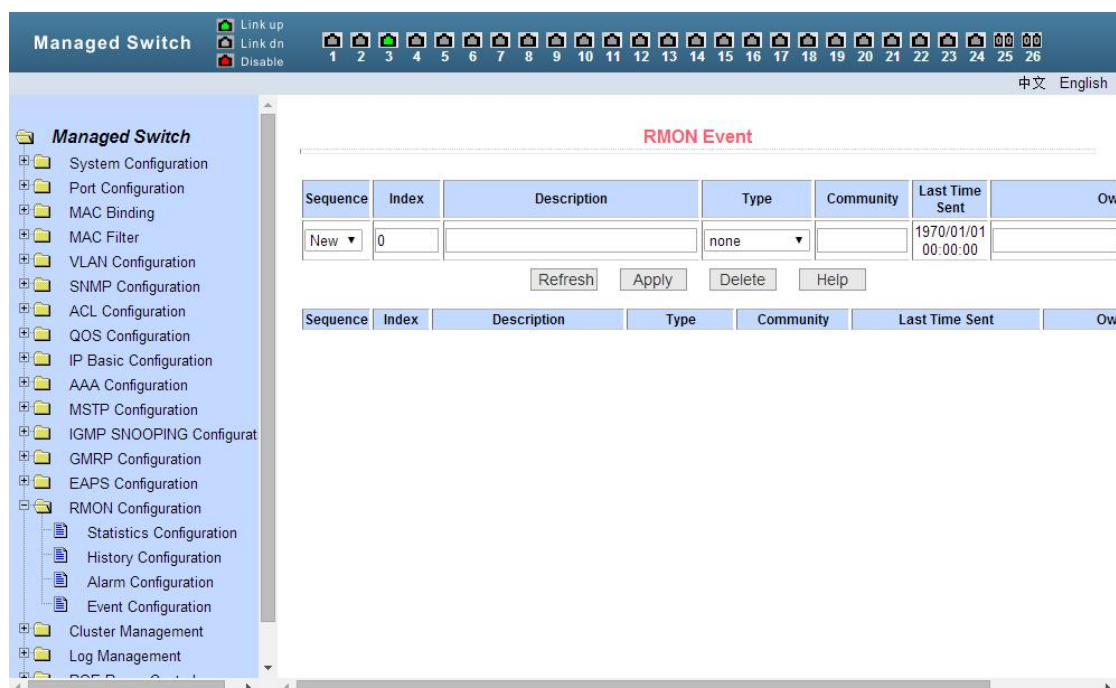 Managed Switch
Link up
Link dn
Disable
1 2 3 4 5 6 7 8 9 10 11 12 13 14 15 16 17 18 19 20 21 22 23 24 25 26
中文 English
Managed Switch
System Configuration
Port Configuration
MAC Binding
MAC Filter
VLAN Configuration
SNMP Configuration
ACL Configuration
QOS Configuration
IP Basic Configuration
AAA Configuration
MSTP Configuration
IGMP SNOOPING Configurat
GMRP Configuration
EAPS Configuration
RMON Configuration
Statistics Configuration
History Configuration
Alarm Configuration
Event Configuration
Cluster Management
Log Management
RMON Event
Sequence Index Description Type Community Last Time Sent Ow
New 0 none 1970/01/01 00:00:00
Refresh Apply Delete Help
Sequence Index Description Type Community Last Time Sent Ow